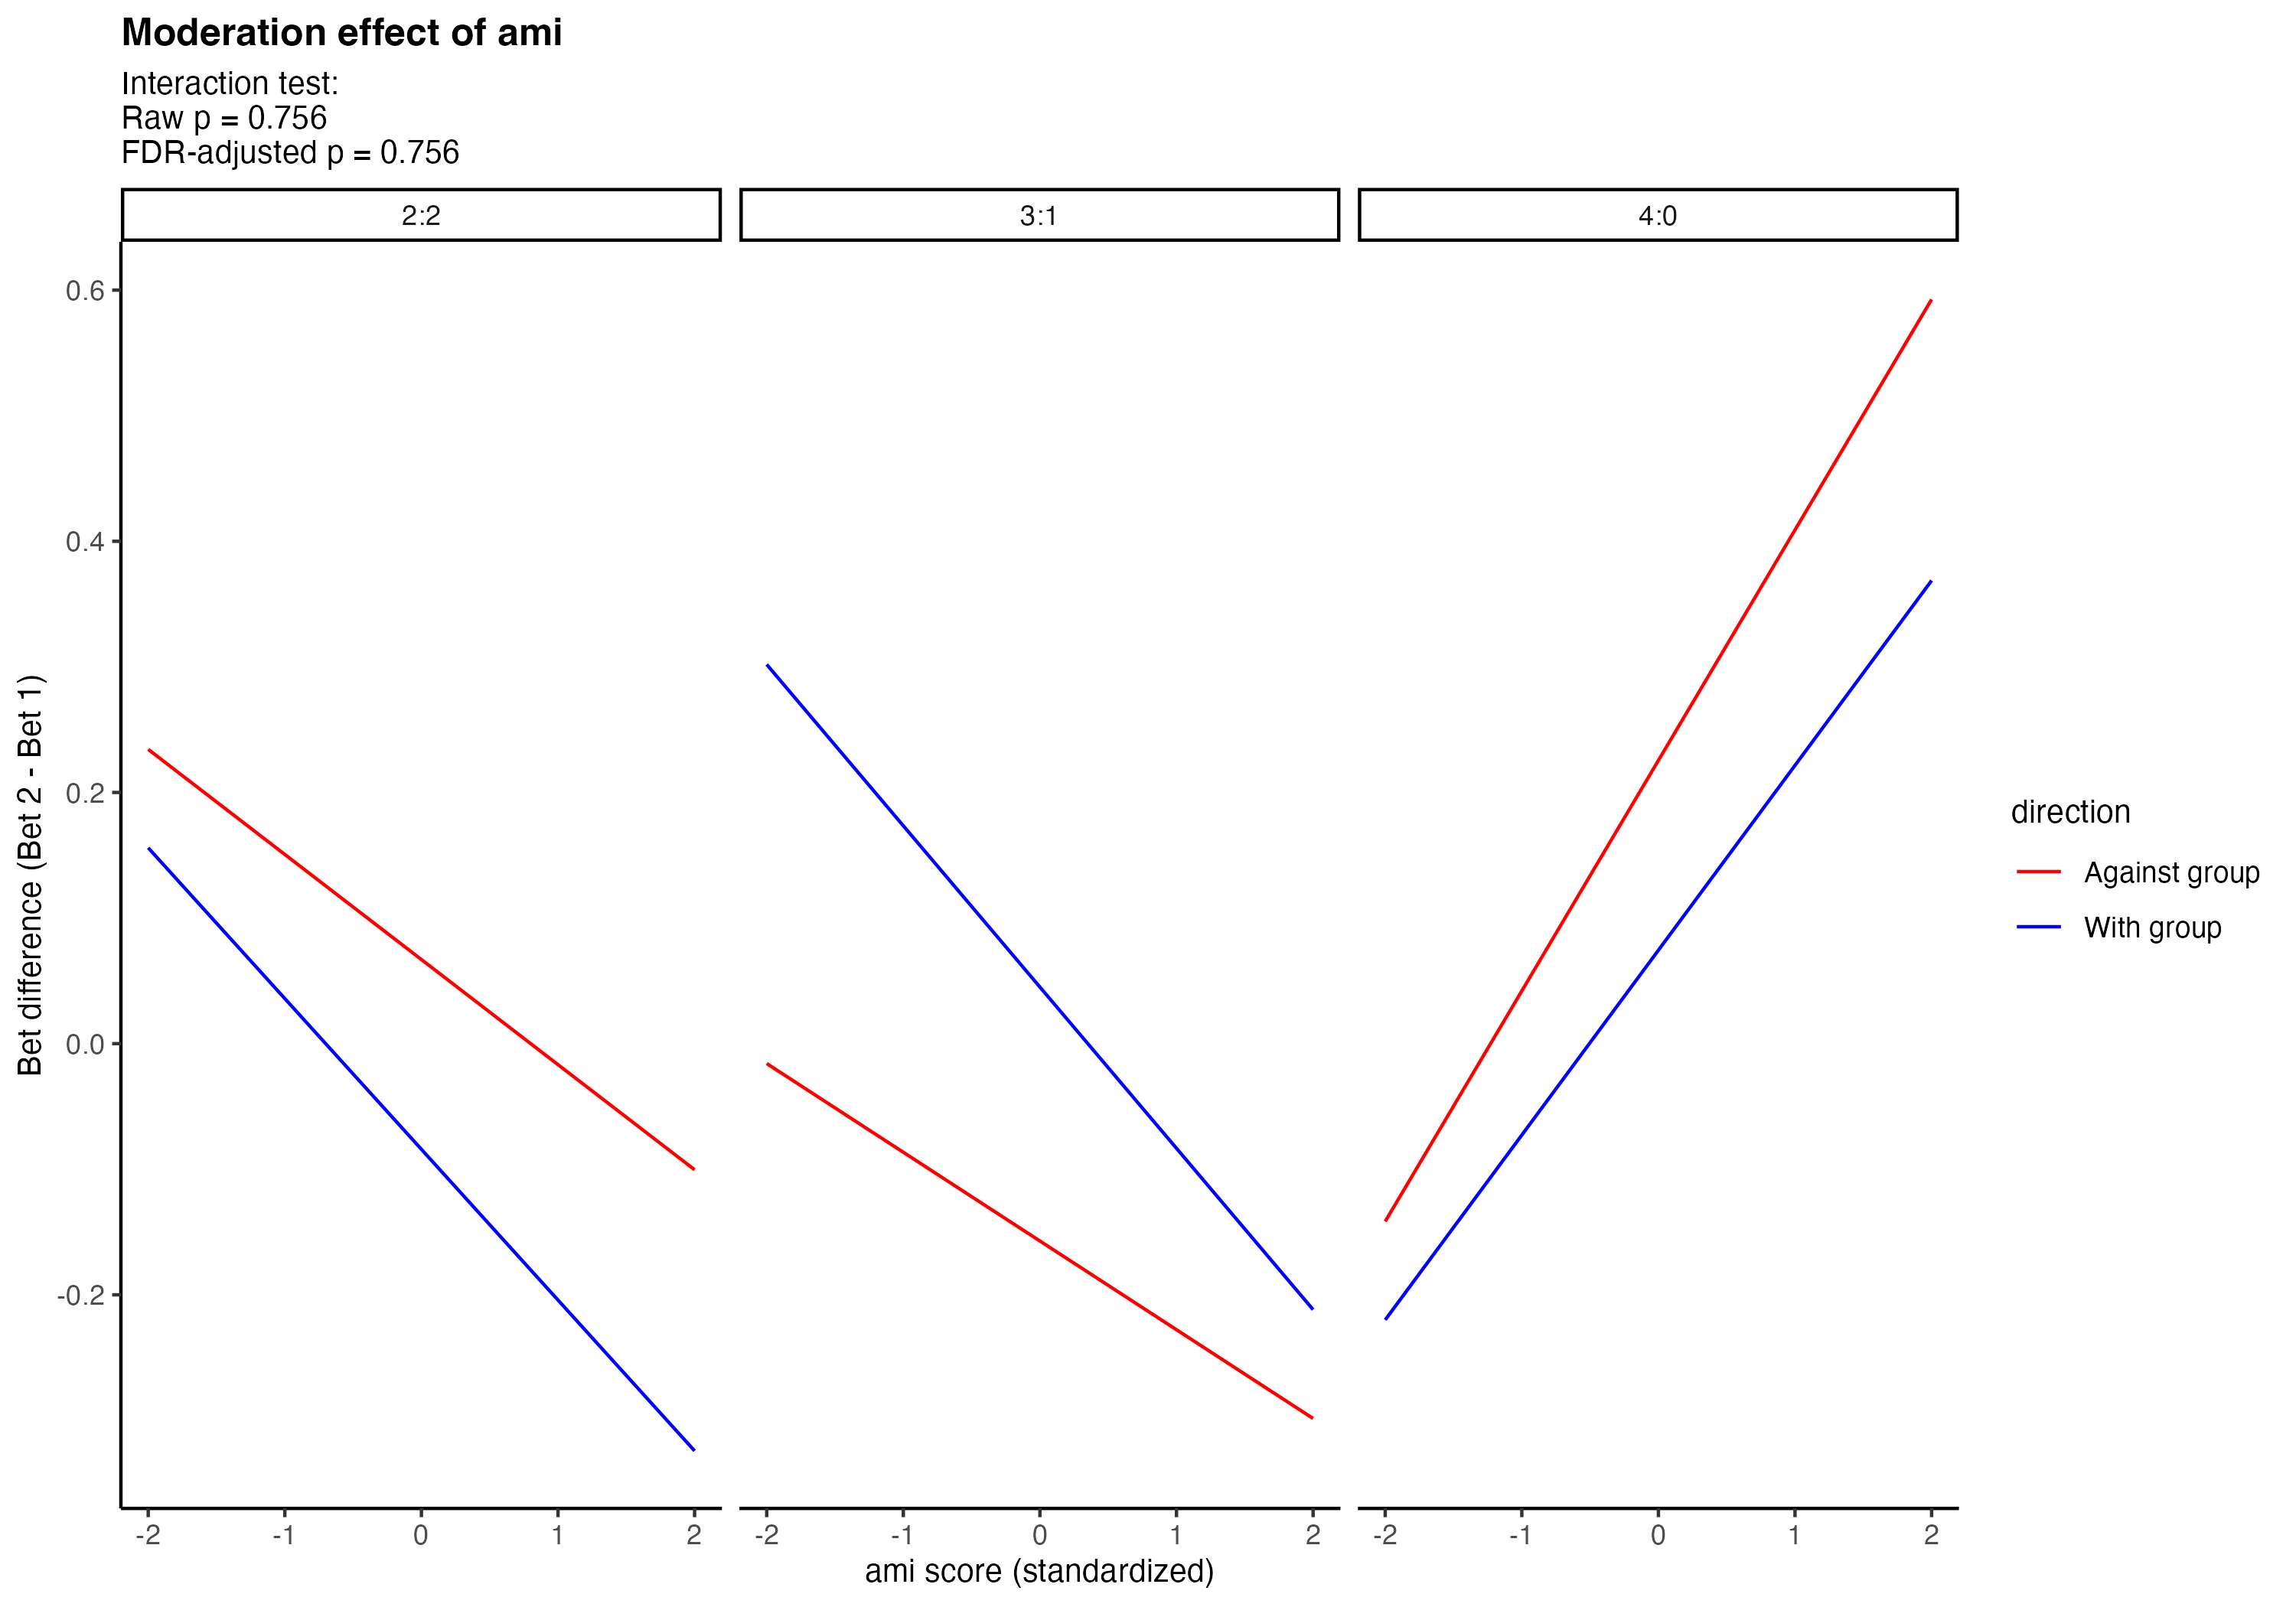 Moderation effect of ami
Interaction test:
Raw p = 0.756
FDR-adjusted p = 0.756
2:2
3:1
4:0
Bet difference (Bet 2 - Bet 1)
0.6
0.4
0.2
0.0
-0.2
-2 -1 0 1 2
-2 -1 0 1 2
-2 -1 0 1 2
ami score (standardized)
direction
Against group
With group